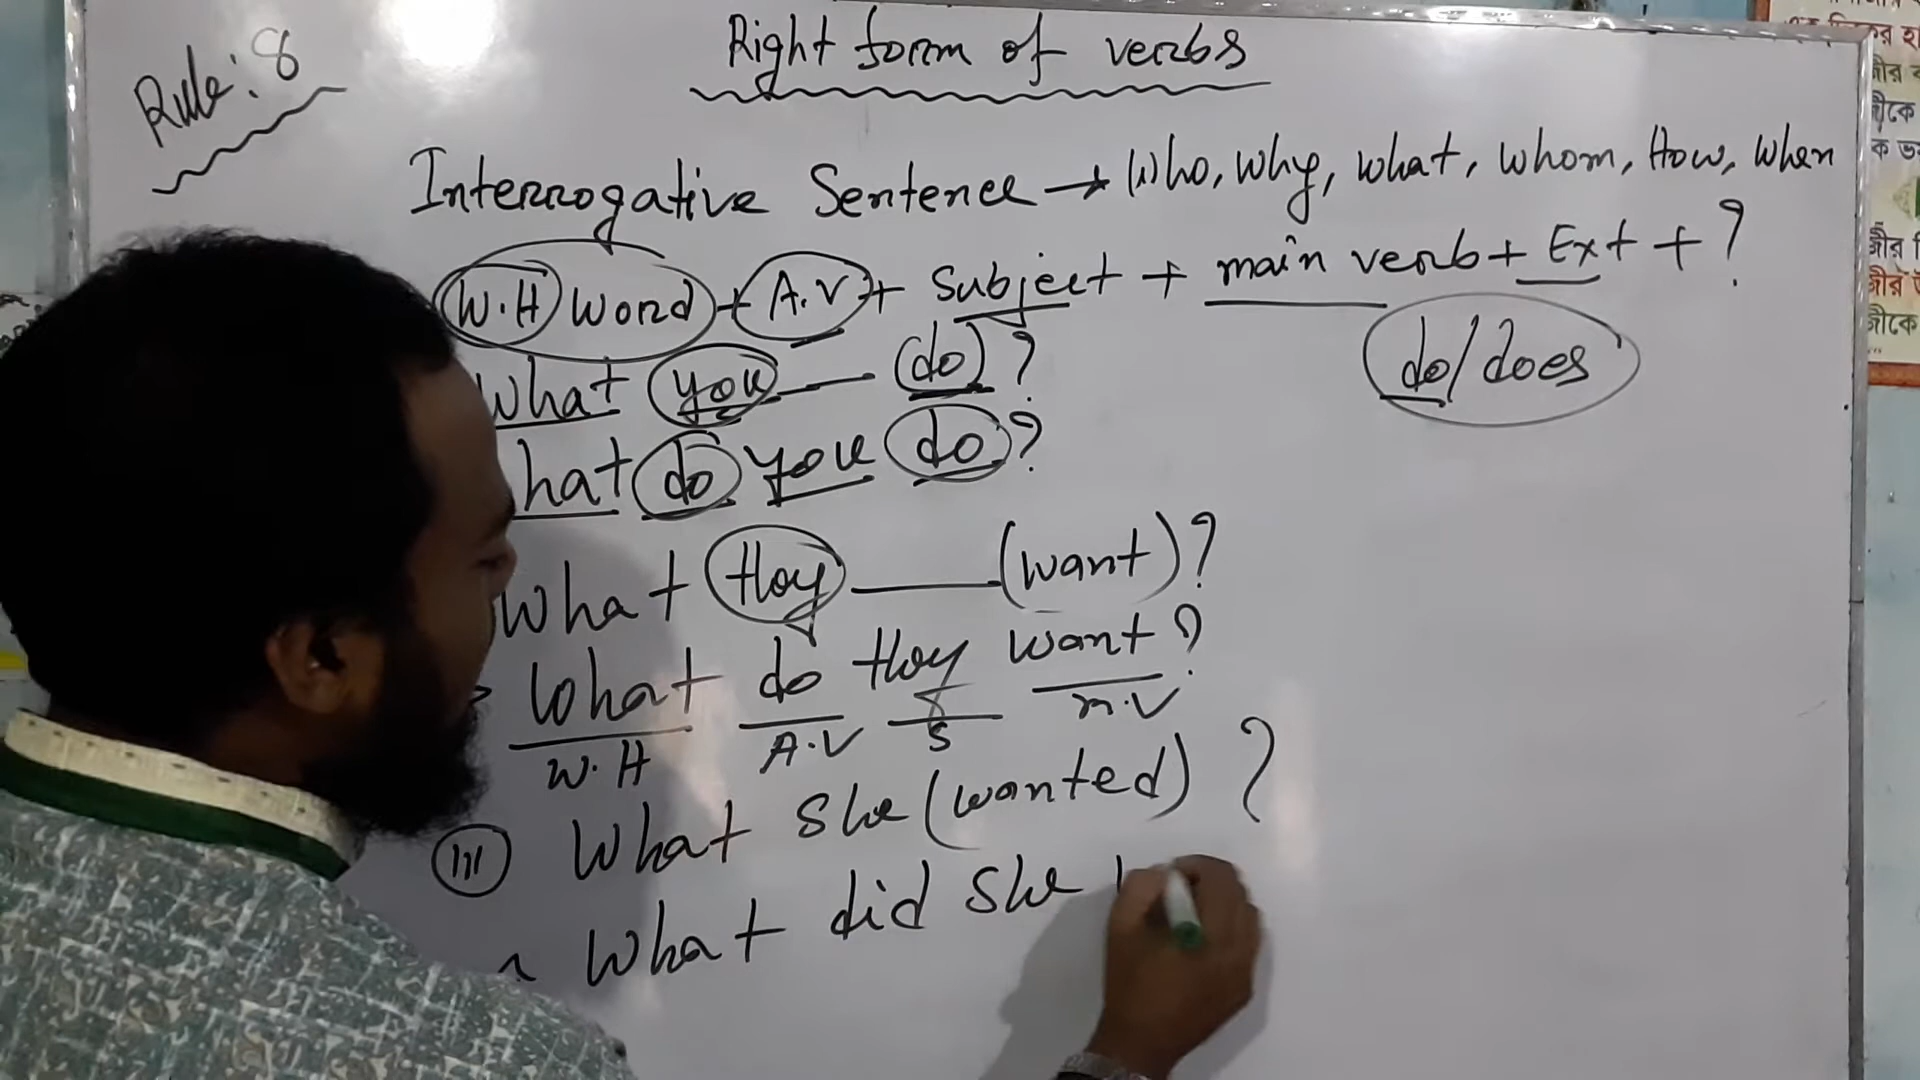 Right form of verbs
Rule: 8
Interrogative Sentence → Who, Why, What, Whom, How, When
W.H Word + A.V + Subject + main verb + Ext + ?
What you — (do)?
do/does
hat do you do?
What they ——— (want)?
What do they want?
W.H A.V S m.V
(iii) What She (wanted) ?
What did She